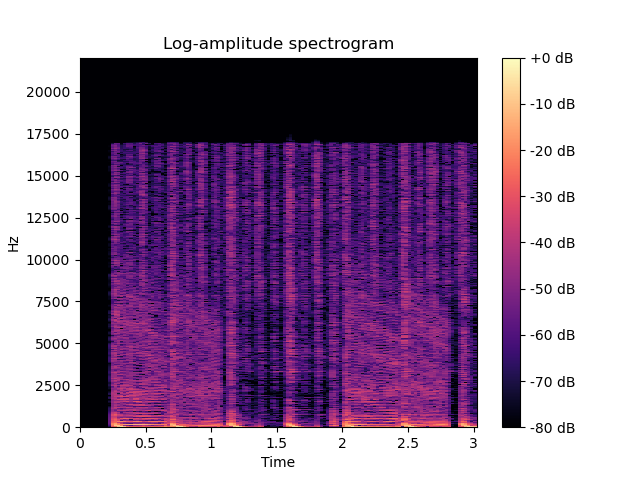 Log-amplitude spectrogram
Hz
20000
17500
15000
12500
10000
7500
5000
2500
0
0 0.5 1 1.5 2 2.5 3
Time
+0 dB
-10 dB
-20 dB
-30 dB
-40 dB
-50 dB
-60 dB
-70 dB
-80 dB